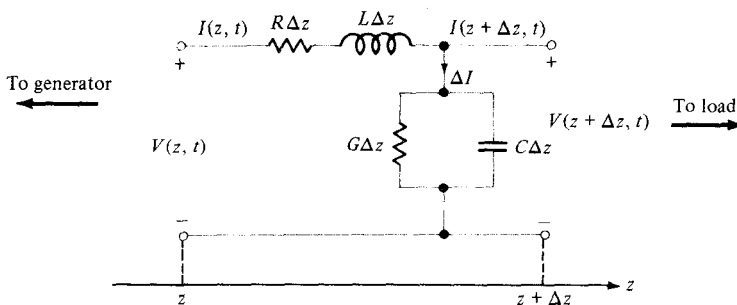 I(z, t)
RΔz
LΔz
I(z + Δz, t)
+
+
ΔI
To generator
To load
V(z, t)
GΔz
CΔz
V(z + Δz, t)
−
−
z
z + Δz
z